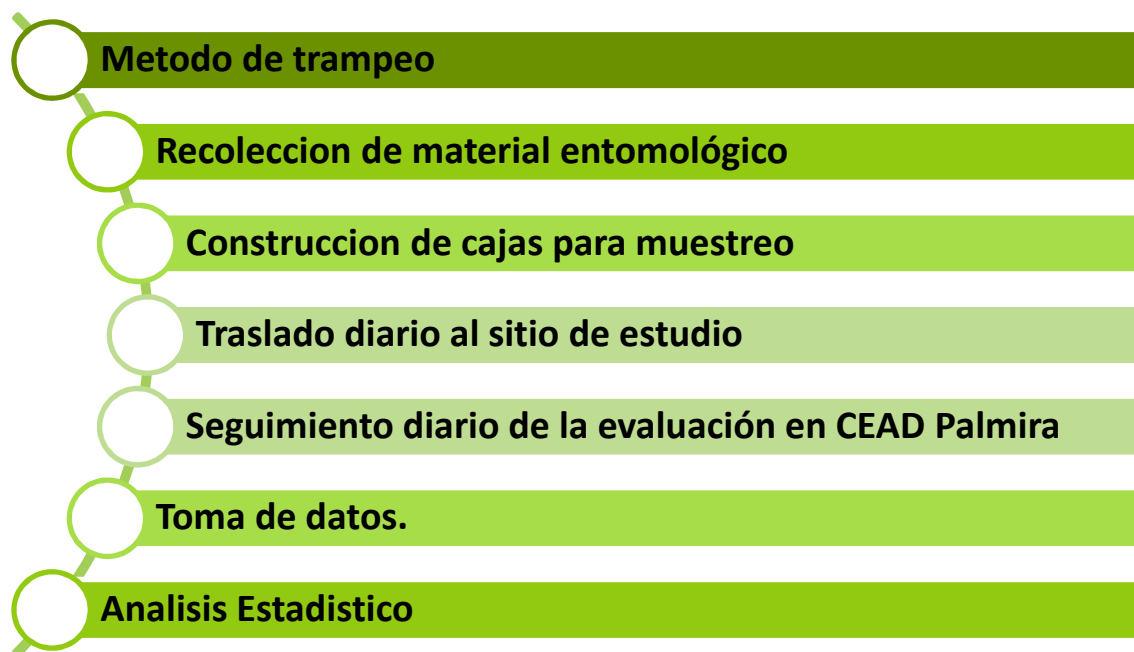 Metodo de trampeo
Recoleccion de material entomológico
Construccion de cajas para muestreo
Traslado diario al sitio de estudio
Seguimiento diario de la evaluación en CEAD Palmira
Toma de datos.
Analisis Estadistico